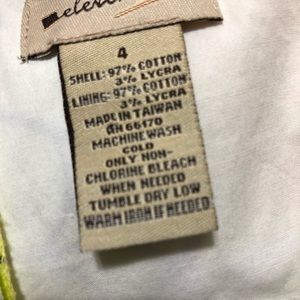 4
SHELL: 97% COTTON
3% LYCRA
LINING: 97% COTTON
3% LYCRA
MADE IN TAIWAN
RN 66170
MACHINE WASH
COLD
ONLY NON-
CHLORINE BLEACH
WHEN NEEDED
TUMBLE DRY LOW
WARM IRON IF NEEDED